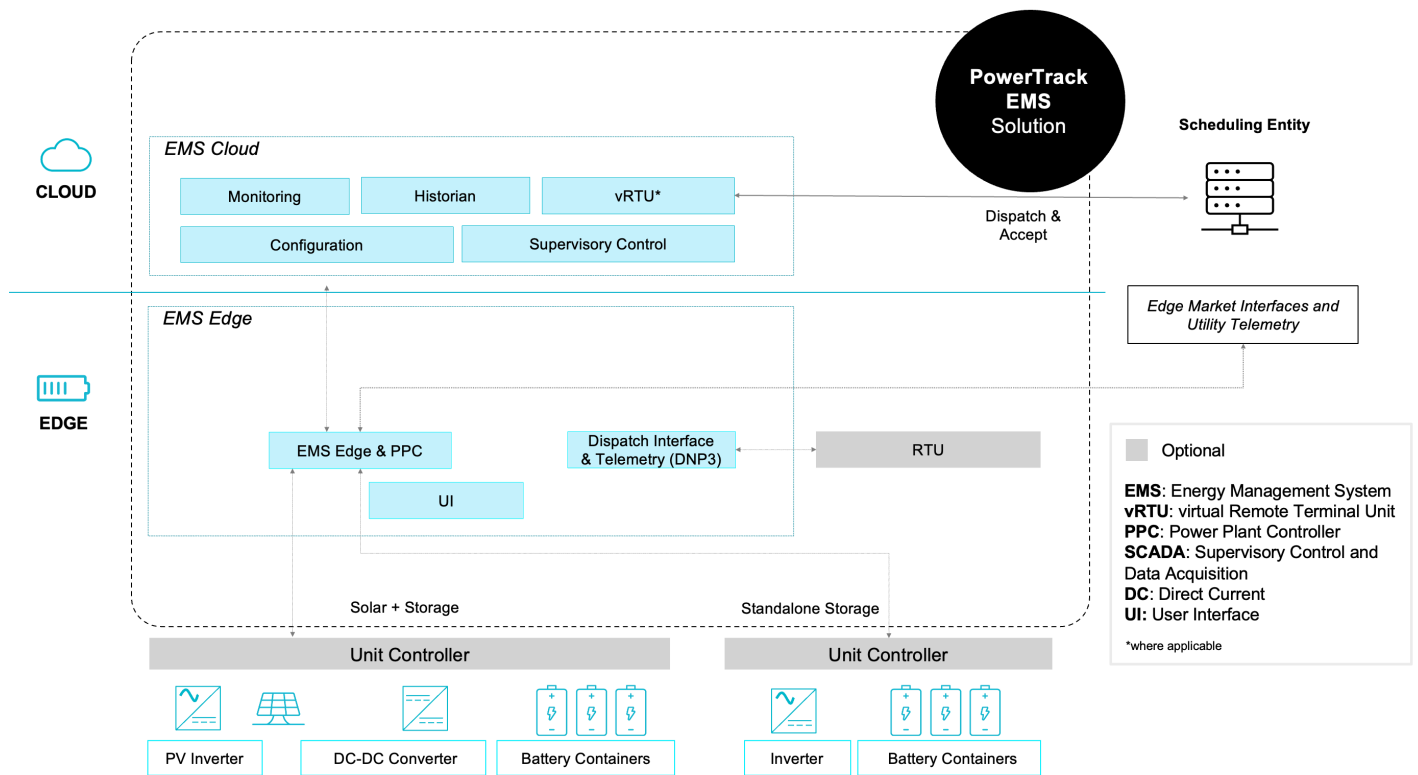 PowerTrack
EMS
Solution
Scheduling Entity
CLOUD
EMS Cloud
Monitoring
Historian
vRTU*
Configuration
Supervisory Control
Dispatch &
Accept
EDGE
EMS Edge
Edge Market Interfaces and
Utility Telemetry
EMS Edge & PPC
Dispatch Interface
& Telemetry (DNP3)
RTU
UI
Optional
EMS: Energy Management System
vRTU: virtual Remote Terminal Unit
PPC: Power Plant Controller
SCADA: Supervisory Control and
Data Acquisition
DC: Direct Current
UI: User Interface
*where applicable
Solar + Storage
Standalone Storage
Unit Controller
Unit Controller
PV Inverter
DC-DC Converter
Battery Containers
Inverter
Battery Containers